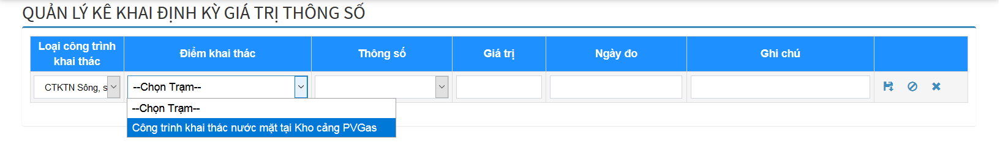 QUẢN LÝ KÊ KHAI ĐỊNH KỲ GIÁ TRỊ THÔNG SỐ
Loại công trình
khai thác
Điểm khai thác
Thông số
Giá trị
Ngày đo
Ghi chú
CTKTN Sông, s
--Chọn Trạm--
--Chọn Trạm--
Công trình khai thác nước mặt tại Kho cảng PVGas